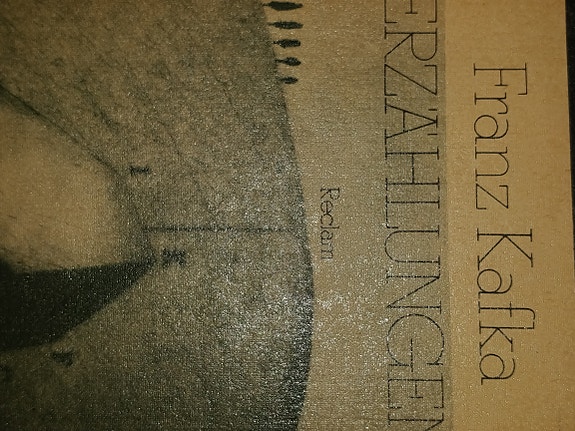 Franz Kafka
ERZÄHLUNGEN
Reclam